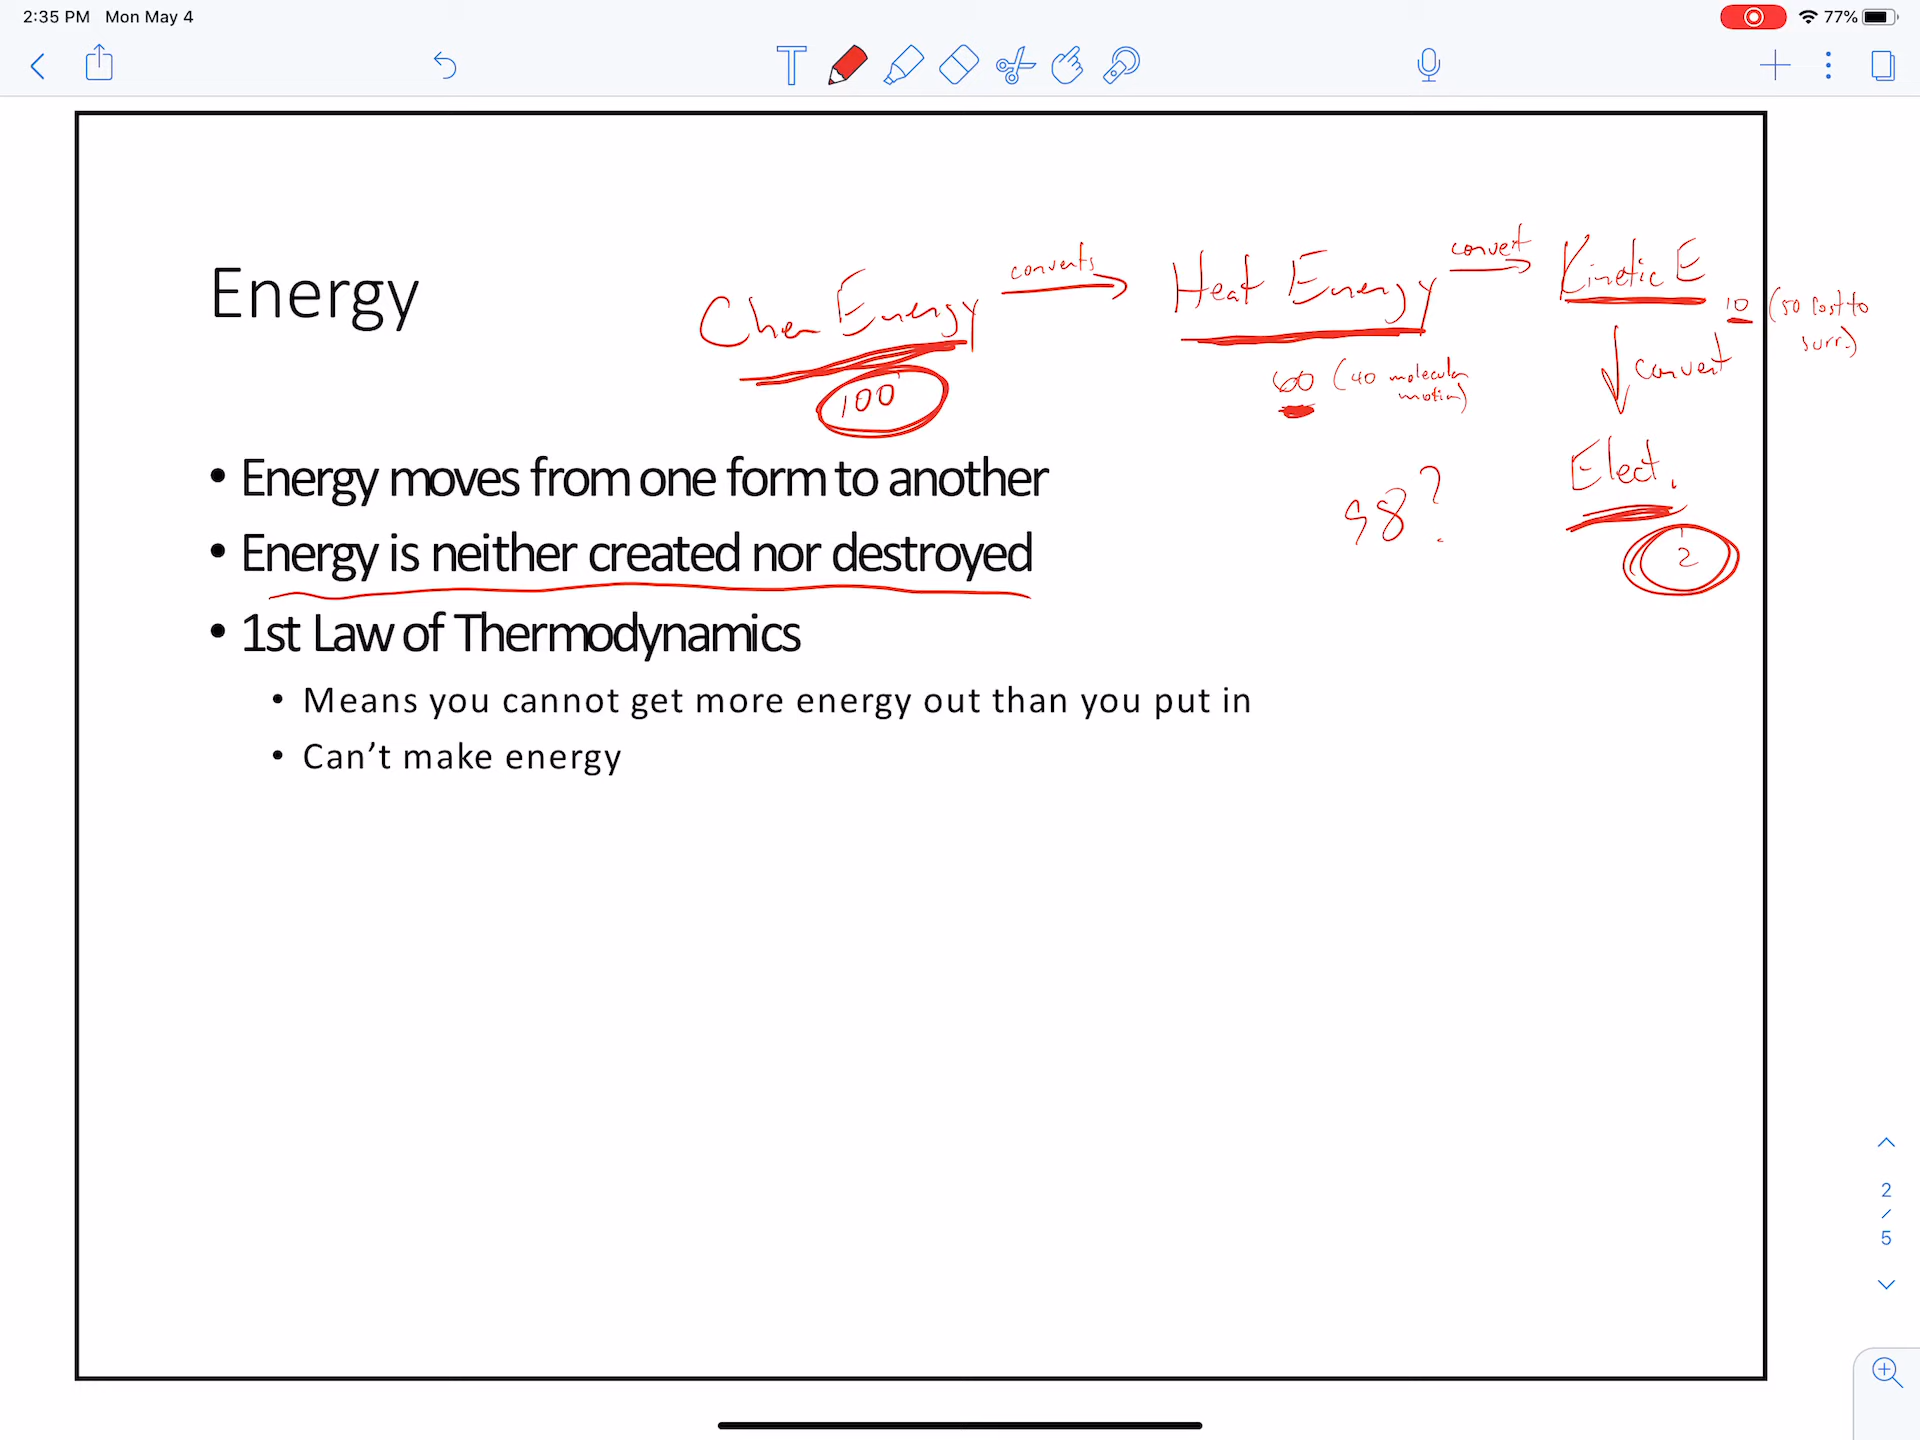 2:35 PM Mon May 4
77%
Energy
Chem Energy
converts
Heat Energy
convert
Kinetic E
10 (50 lost to
surr.)
100
60 (40 molecular
motion)
convert
Elect.
98?
2
• Energy moves from one form to another
• Energy is neither created nor destroyed
• 1st Law of Thermodynamics
• Means you cannot get more energy out than you put in
• Can't make energy
2
/
5